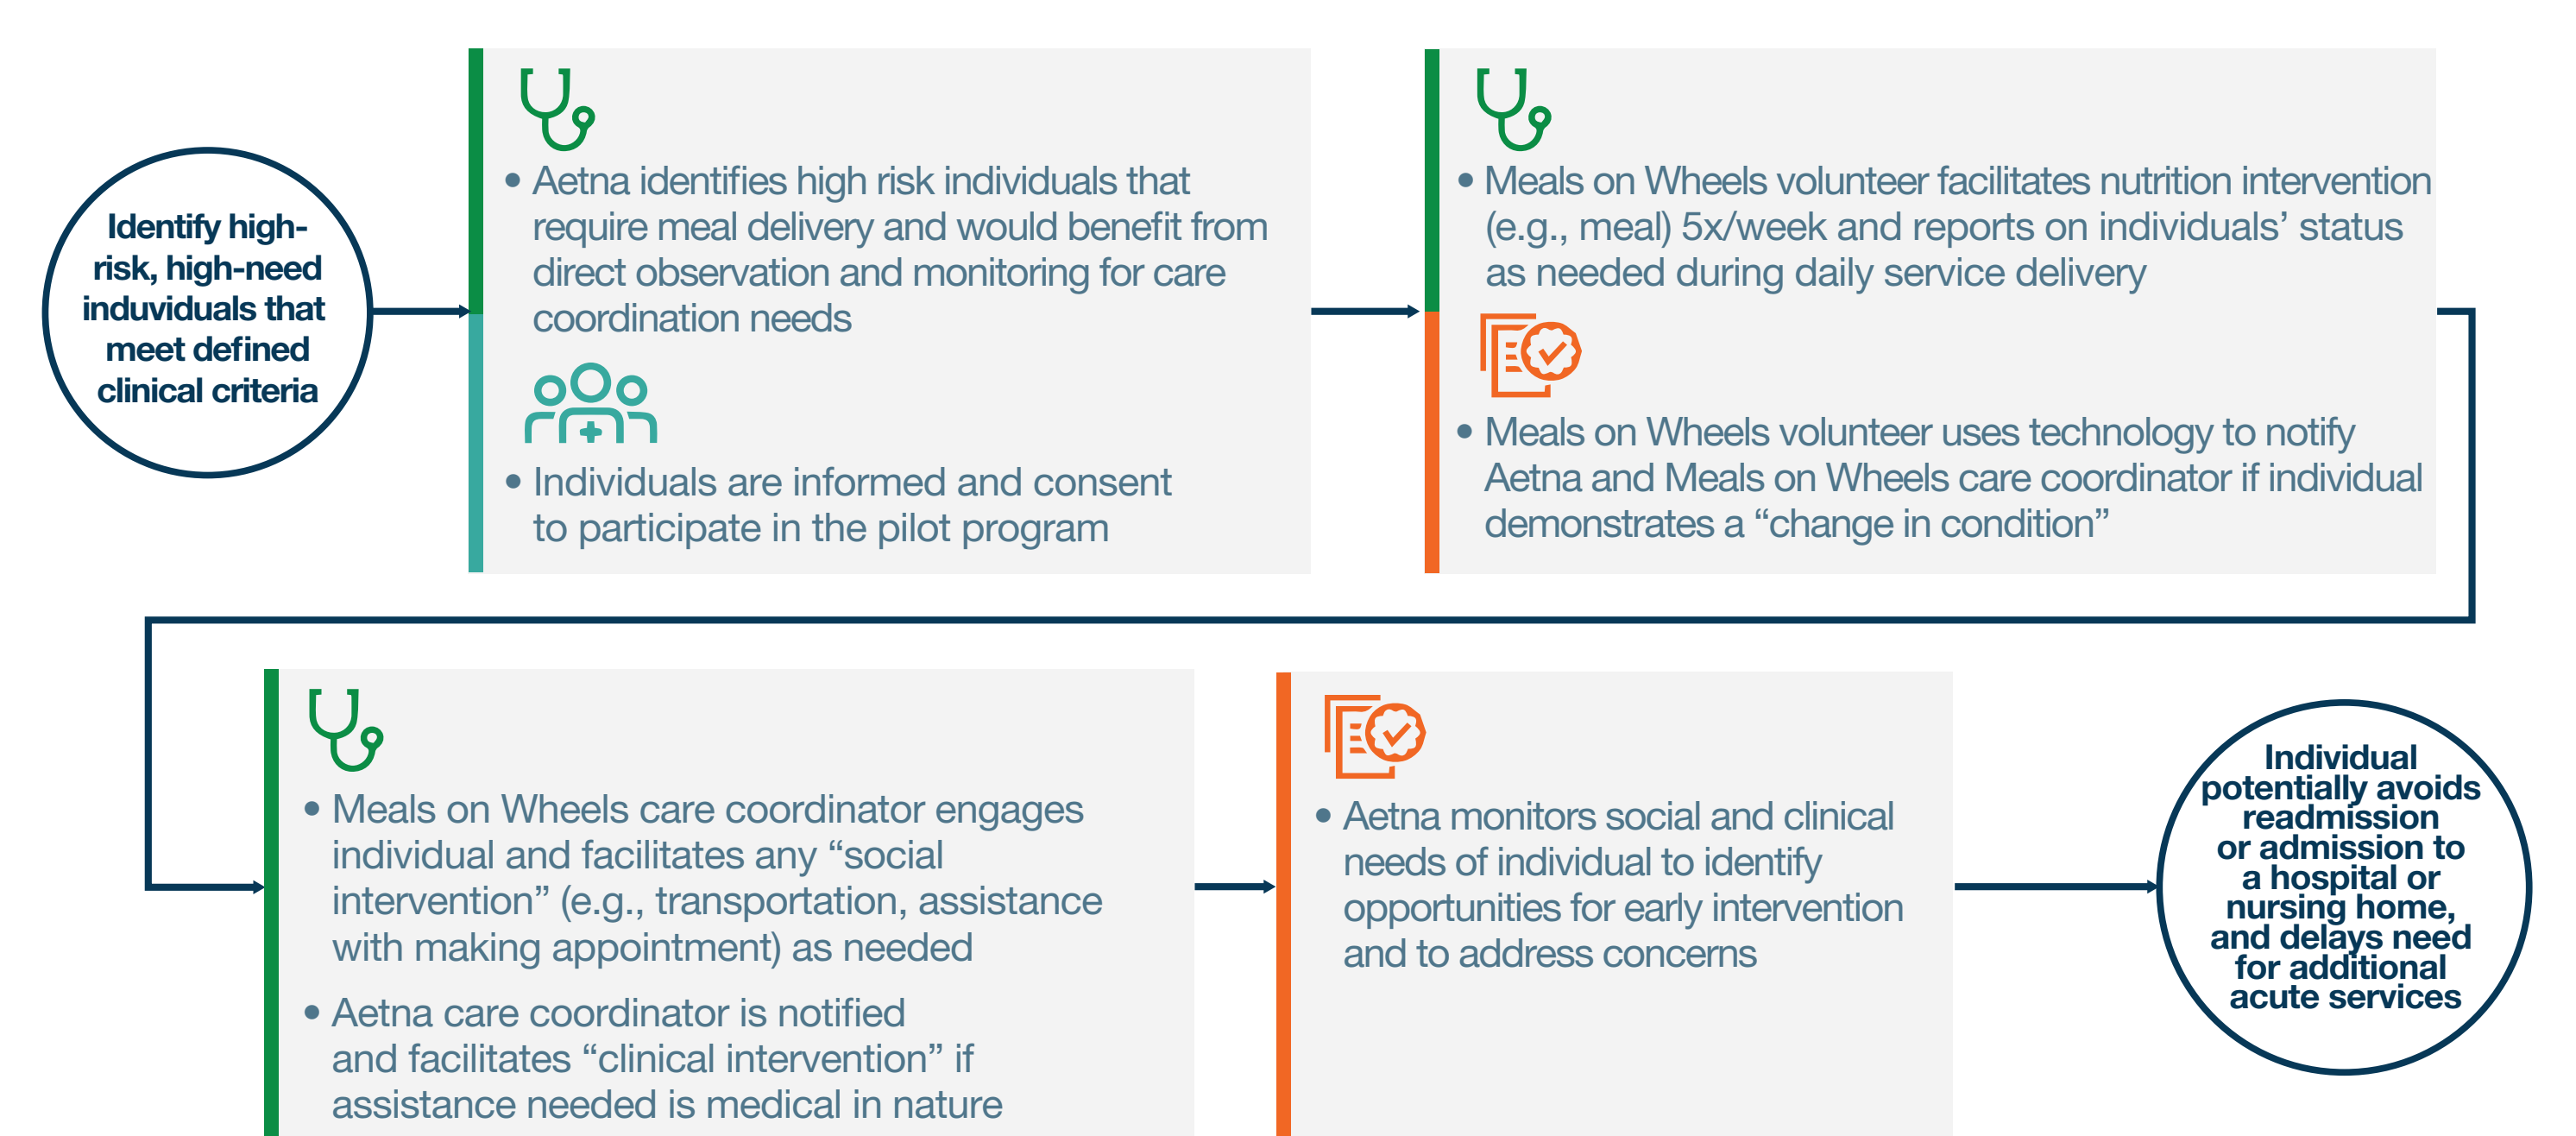 Identify high-
risk, high-need
induviduals that
meet defined
clinical criteria
• Aetna identifies high risk individuals that
require meal delivery and would benefit from
direct observation and monitoring for care
coordination needs
• Individuals are informed and consent
to participate in the pilot program
• Meals on Wheels volunteer facilitates nutrition intervention
(e.g., meal) 5x/week and reports on individuals’ status
as needed during daily service delivery
• Meals on Wheels volunteer uses technology to notify
Aetna and Meals on Wheels care coordinator if individual
demonstrates a “change in condition”
• Meals on Wheels care coordinator engages
individual and facilitates any “social
intervention” (e.g., transportation, assistance
with making appointment) as needed
• Aetna care coordinator is notified
and facilitates “clinical intervention” if
assistance needed is medical in nature
• Aetna monitors social and clinical
needs of individual to identify
opportunities for early intervention
and to address concerns
Individual
potentially avoids
readmission
or admission to
a hospital or
nursing home,
and delays need
for additional
acute services